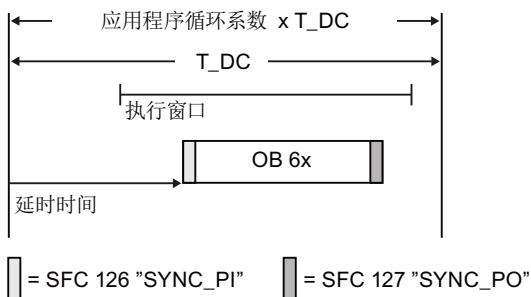 应用程序循环系数 x T_DC
T_DC
执行窗口
OB 6x
延时时间
= SFC 126 "SYNC_PI" = SFC 127 "SYNC_PO"